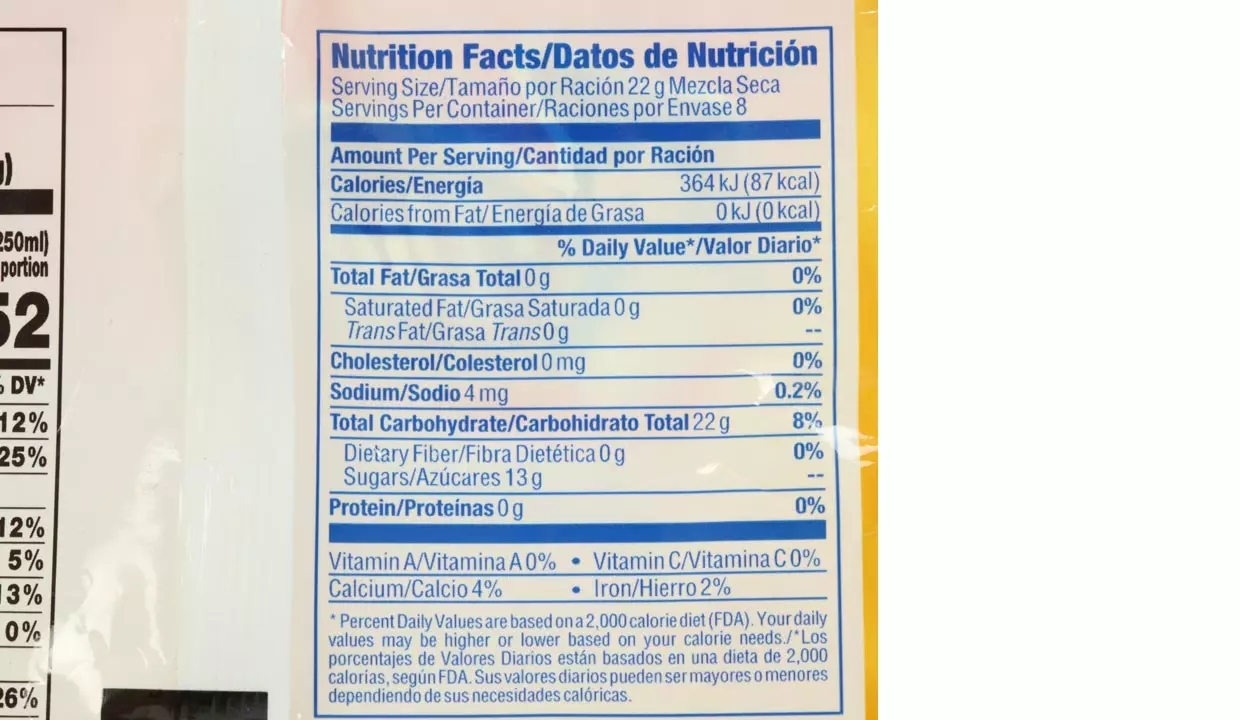 250ml)
portion
52
DV*
12%
25%
12%
5%
13%
0%
26%
Nutrition Facts/Datos de Nutrición
Serving Size/Tamaño por Ración 22 g Mezcla Seca
Servings Per Container/Raciones por Envase 8
Amount Per Serving/Cantidad por Ración
Calories/Energía 364 kJ (87 kcal)
Calories from Fat/Energía de Grasa 0 kJ (0 kcal)
% Daily Value*/Valor Diario*
Total Fat/Grasa Total 0 g 0%
Saturated Fat/Grasa Saturada 0 g 0%
Trans Fat/Grasa Trans 0 g --
Cholesterol/Colesterol 0 mg 0%
Sodium/Sodio 4 mg 0.2%
Total Carbohydrate/Carbohidrato Total 22 g 8%
Dietary Fiber/Fibra Dietética 0 g 0%
Sugars/Azúcares 13 g --
Protein/Proteínas 0 g 0%
Vitamin A/Vitamina A 0% • Vitamin C/Vitamina C 0%
Calcium/Calcio 4% • Iron/Hierro 2%
* Percent Daily Values are based on a 2,000 calorie diet (FDA). Your daily
values may be higher or lower based on your calorie needs./*Los
porcentajes de Valores Diarios están basados en una dieta de 2,000
calorías, según FDA. Sus valores diarios pueden ser mayores o menores
dependiendo de sus necesidades calóricas.